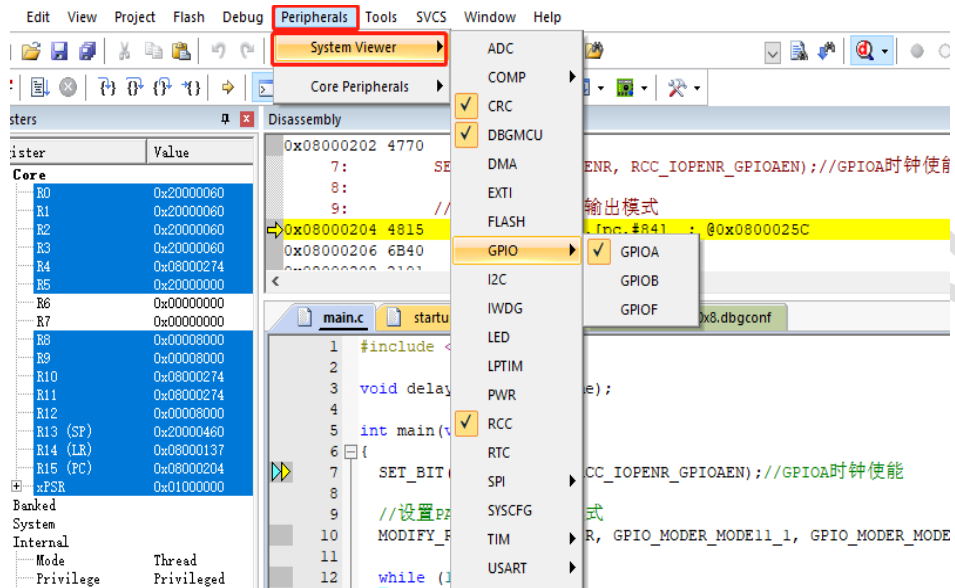 Edit View Project Flash Debug Peripherals Tools SVCS Window Help
System Viewer
Core Peripherals
ADC
COMP
CRC
DBGMCU
DMA
EXTI
FLASH
GPIO
I2C
IWDG
LED
LPTIM
PWR
RCC
RTC
SPI
SYSCFG
TIM
USART
GPIOA
GPIOB
GPIOF
sters
ister Value
Core
R0 0x20000060
R1 0x20000060
R2 0x20000060
R3 0x20000060
R4 0x08000274
R5 0x20000000
R6 0x00000000
R7 0x00000000
R8 0x00008000
R9 0x00008000
R10 0x08000274
R11 0x08000274
R12 0x00008000
R13 (SP) 0x20000460
R14 (LR) 0x08000137
R15 (PC) 0x08000204
xPSR 0x01000000
Banked
System
Internal
Mode Thread
Privilege Privileged
Disassembly
0x08000202 4770
7: SE ENR, RCC_IOPENR_GPIOAEN);//GPIOA时钟使能
8:
9: // 输出模式
0x08000204 4815 ,[pc,#84] ; @0x0800025C
0x08000206 6B40
main.c startu 0x8.dbgconf
1 #include <
2
3 void delay e);
4
5 int main(v
6 {
7 SET_BIT( CC_IOPENR_GPIOAEN);//GPIOA时钟使能
8
9 //设置PA 式
10 MODIFY_R R, GPIO_MODER_MODE11_1, GPIO_MODER_MODE
11
12 while (1